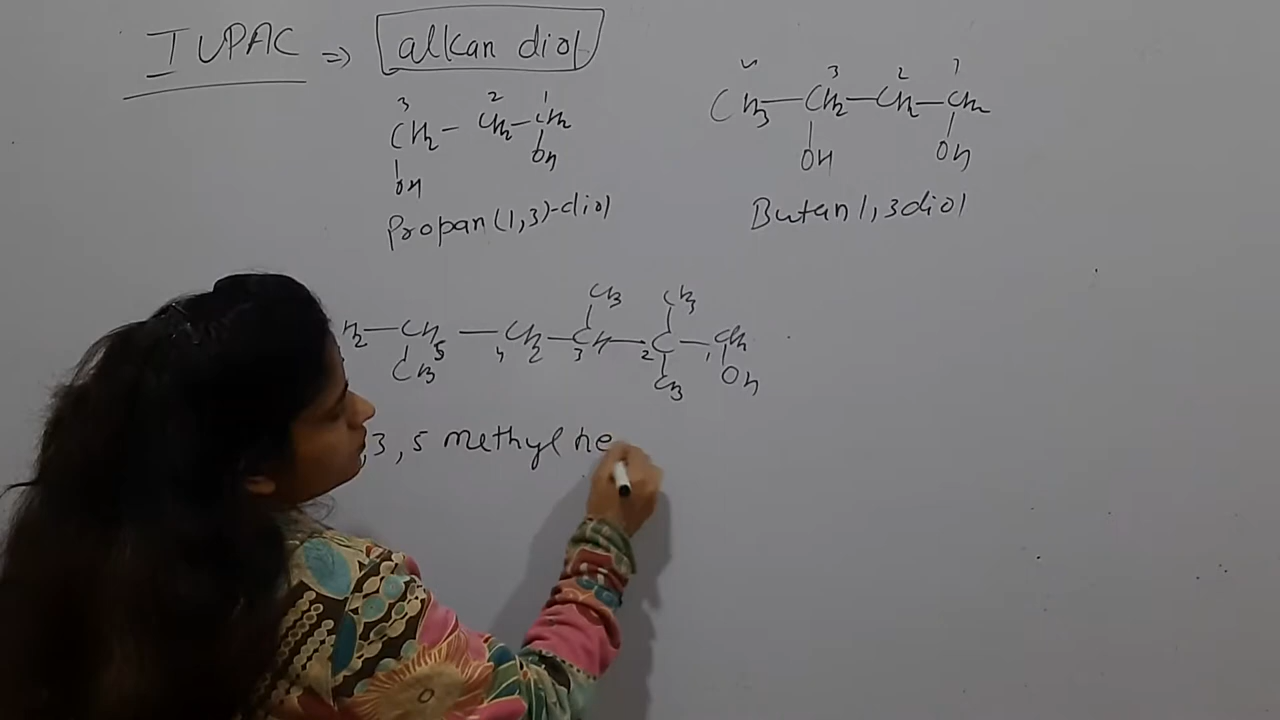 IUPAC => alkan diol
3 2 1
CH2 - CH2 - CH2
OH OH
Propan(1,3)-diol
4 3 2 1
CH3 - CH2 - CH2 - CH2
OH OH
Butan 1,3 diol
CH3 CH3
H2 - CH - CH2 - CH - C - CH2
5 4 3 2 1
CH3 CH3 OH
,3,5 methyl he